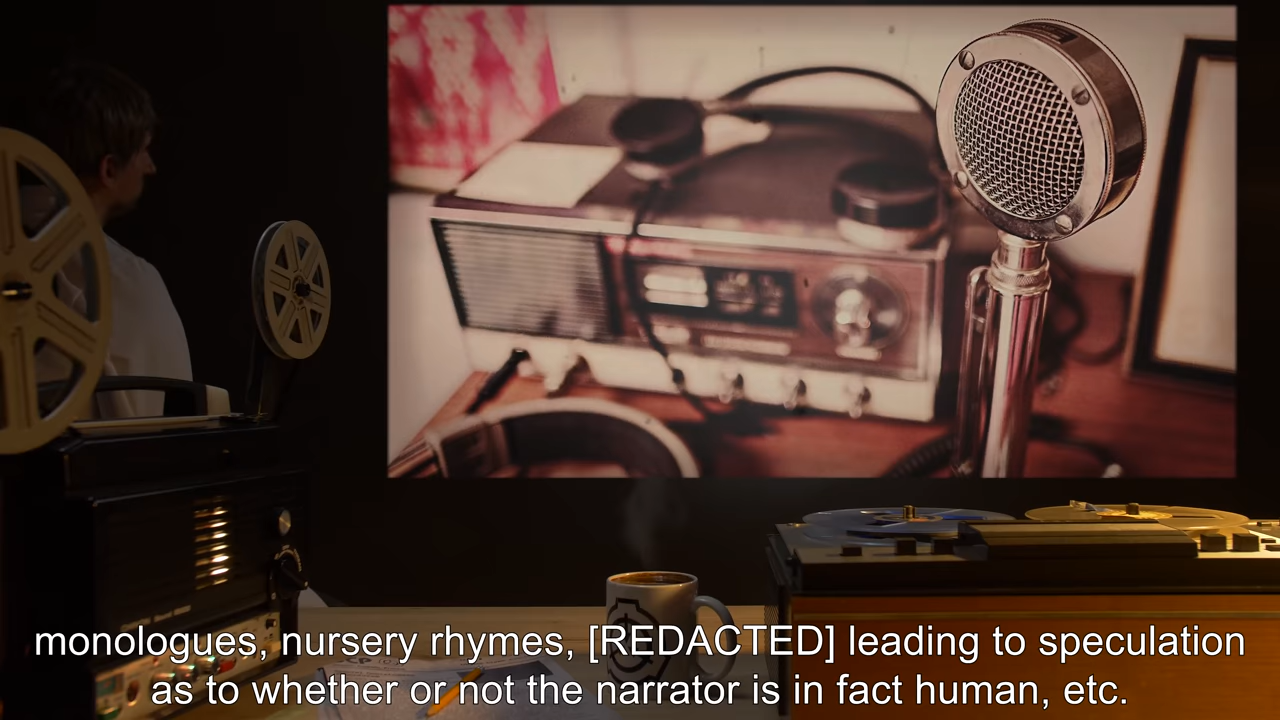 monologues, nursery rhymes, [REDACTED] leading to speculation
as to whether or not the narrator is in fact human, etc.